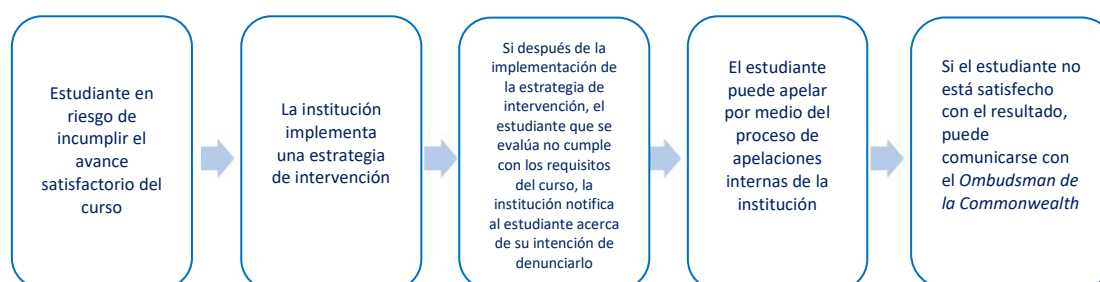 Estudiante en
riesgo de
incumplir el
avance
satisfactorio del
curso
La institución
implementa
una estrategia
de intervención
Si después de la
implementación de
la estrategia de
intervención, el
estudiante que se
evalúa no cumple
con los requisitos
del curso, la
institución notifica
al estudiante acerca
de su intención de
denunciarlo
El estudiante
puede apelar
por medio del
proceso de
apelaciones
internas de la
institución
Si el estudiante no
está satisfecho
con el resultado,
puede
comunicarse con
el Ombudsman de
la Commonwealth